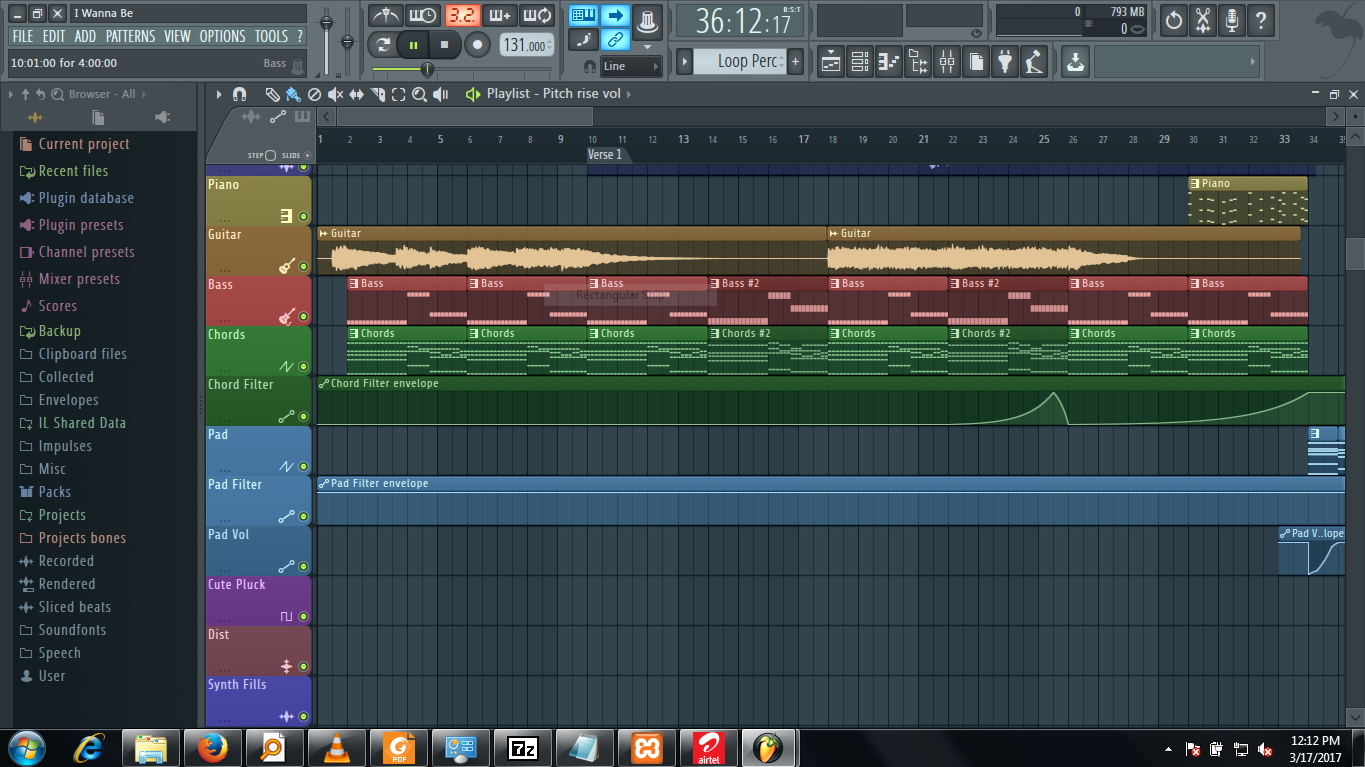 I Wanna Be
FILE EDIT ADD PATTERNS VIEW OPTIONS TOOLS ?
10:01:00 for 4:00:00 Bass
3.2.
131.000
Line
36:12:17
B:S:T
Loop Perc
0
793 MB
0
Browser - All
Playlist - Pitch rise vol
STEP SLIDE
1 2 3 4 5 6 7 8 9 10 11 12 13 14 15 16 17 18 19 20 21 22 23 24 25 26 27 28 29 30 31 32 33 34
Verse 1
Current project
Recent files
Plugin database
Plugin presets
Channel presets
Mixer presets
Scores
Backup
Clipboard files
Collected
Envelopes
IL Shared Data
Impulses
Misc
Packs
Projects
Projects bones
Recorded
Rendered
Sliced beats
Soundfonts
Speech
User
Piano
Piano
Guitar
Guitar Guitar
Bass
Bass Bass Bass Bass #2 Bass Bass #2 Bass Bass
Chords
Chords Chords Chords Chords #2 Chords Chords #2 Chords Chords
Chord Filter
Chord Filter envelope
Pad
Pad Filter
Pad Filter envelope
Pad Vol
Pad V..lope
Cute Pluck
Dist
Synth Fills
PDF
7z
airtel
12:12 PM
3/17/2017